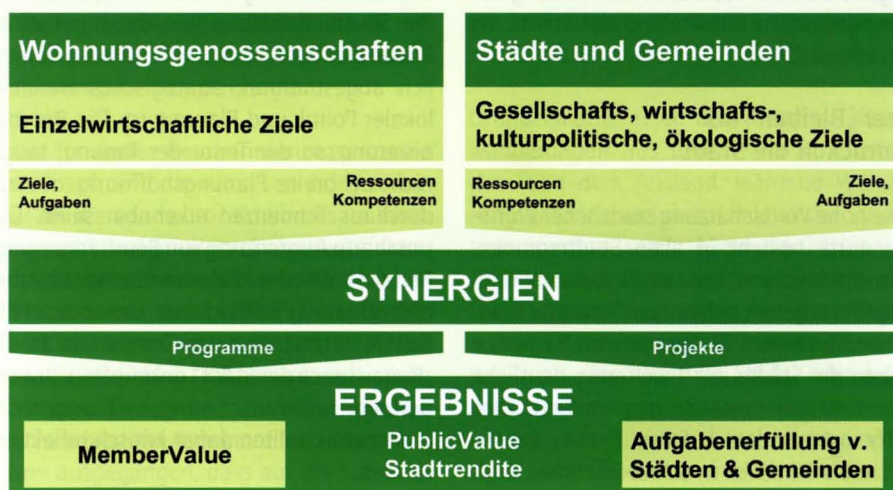 Wohnungsgenossenschaften
Einzelwirtschaftliche Ziele
Ziele,
Aufgaben
Ressourcen
Kompetenzen
Städte und Gemeinden
Gesellschafts, wirtschafts-,
kulturpolitische, ökologische Ziele
Ressourcen
Kompetenzen
Ziele,
Aufgaben
SYNERGIEN
Programme
Projekte
ERGEBNISSE
MemberValue
PublicValue
Stadtrendite
Aufgabenerfüllung v.
Städten & Gemeinden